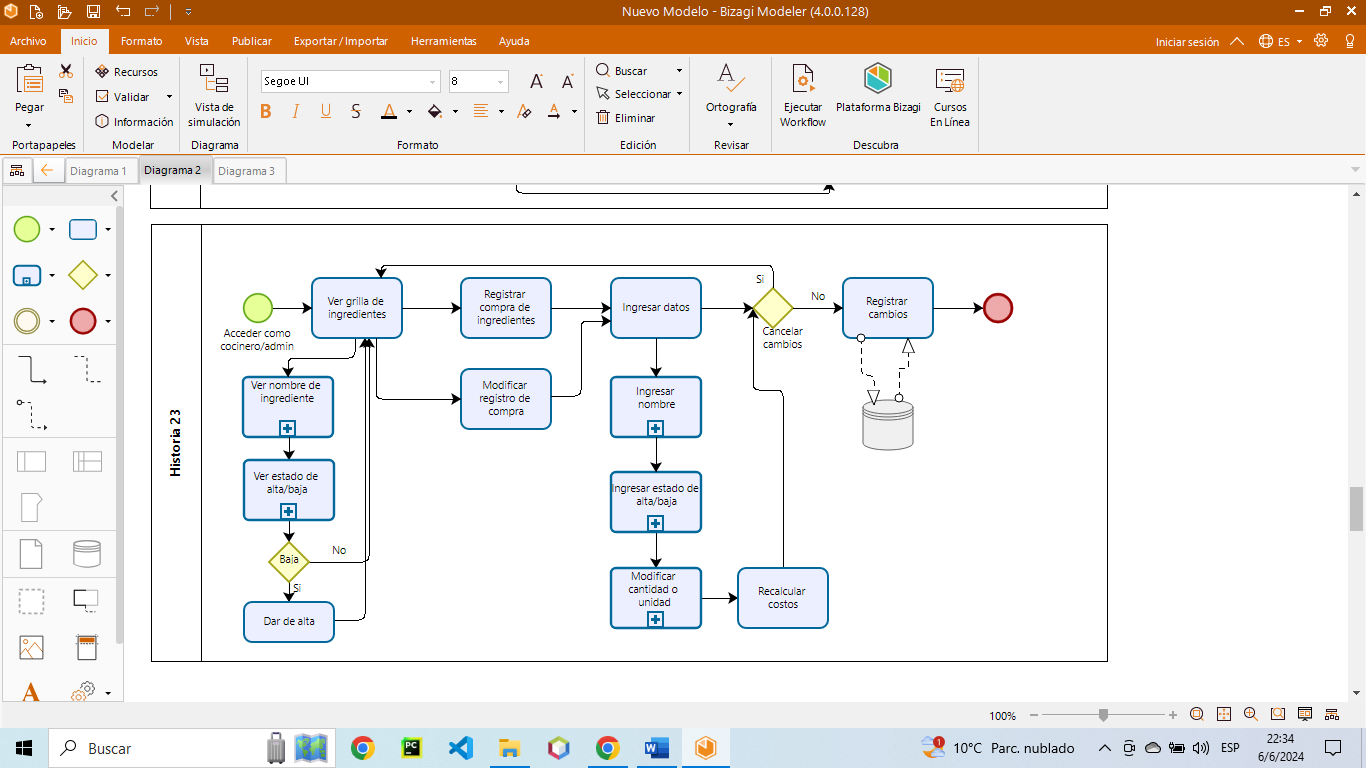 Nuevo Modelo - Bizagi Modeler (4.0.0.128)
Archivo
Inicio
Formato
Vista
Publicar
Exportar / Importar
Herramientas
Ayuda
Iniciar sesión
ES
Pegar
Portapapeles
Recursos
Validar
Información
Modelar
Vista de
simulación
Diagrama
Segoe UI
8
B I U S A
Formato
Buscar
Seleccionar
Eliminar
Edición
Ortografía
Revisar
Ejecutar
Workflow
Plataforma Bizagi
Cursos
En Línea
Descubra
Diagrama 1
Diagrama 2
Diagrama 3
Historia 23
Acceder como
cocinero/admin
Ver grilla de
ingredientes
Registrar
compra de
ingredientes
Ingresar datos
Si
No
Cancelar
cambios
Registrar
cambios
Ver nombre de
ingrediente
Modificar
registro de
compra
Ingresar
nombre
Ver estado de
alta/baja
Ingresar estado de
alta/baja
Baja
No
Si
Dar de alta
Modificar
cantidad o
unidad
Recalcular
costos
100%
Buscar
10°C Parc. nublado
ESP
22:34
6/6/2024